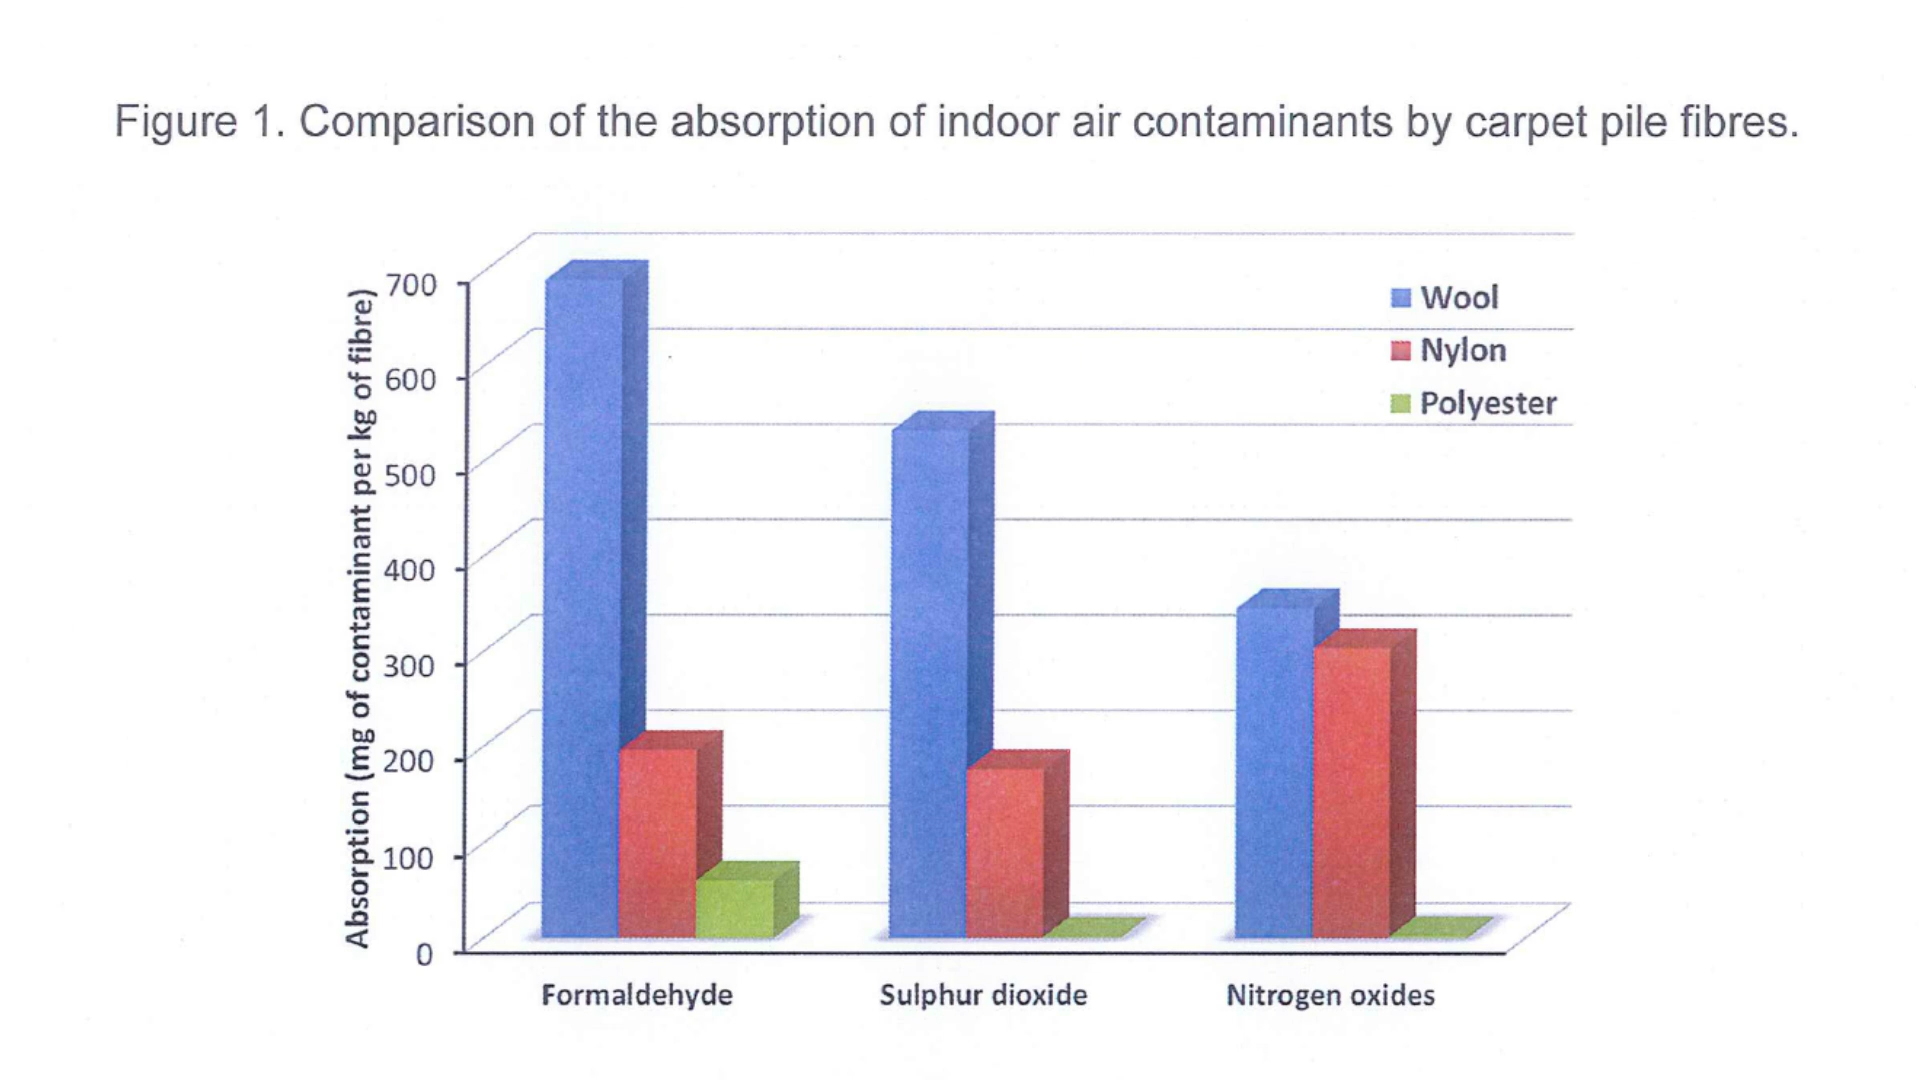 Figure 1. Comparison of the absorption of indoor air contaminants by carpet pile fibres.
Absorption (mg of contaminant per kg of fibre)
700
600
500
400
300
200
100
0
Wool
Nylon
Polyester
Formaldehyde
Sulphur dioxide
Nitrogen oxides